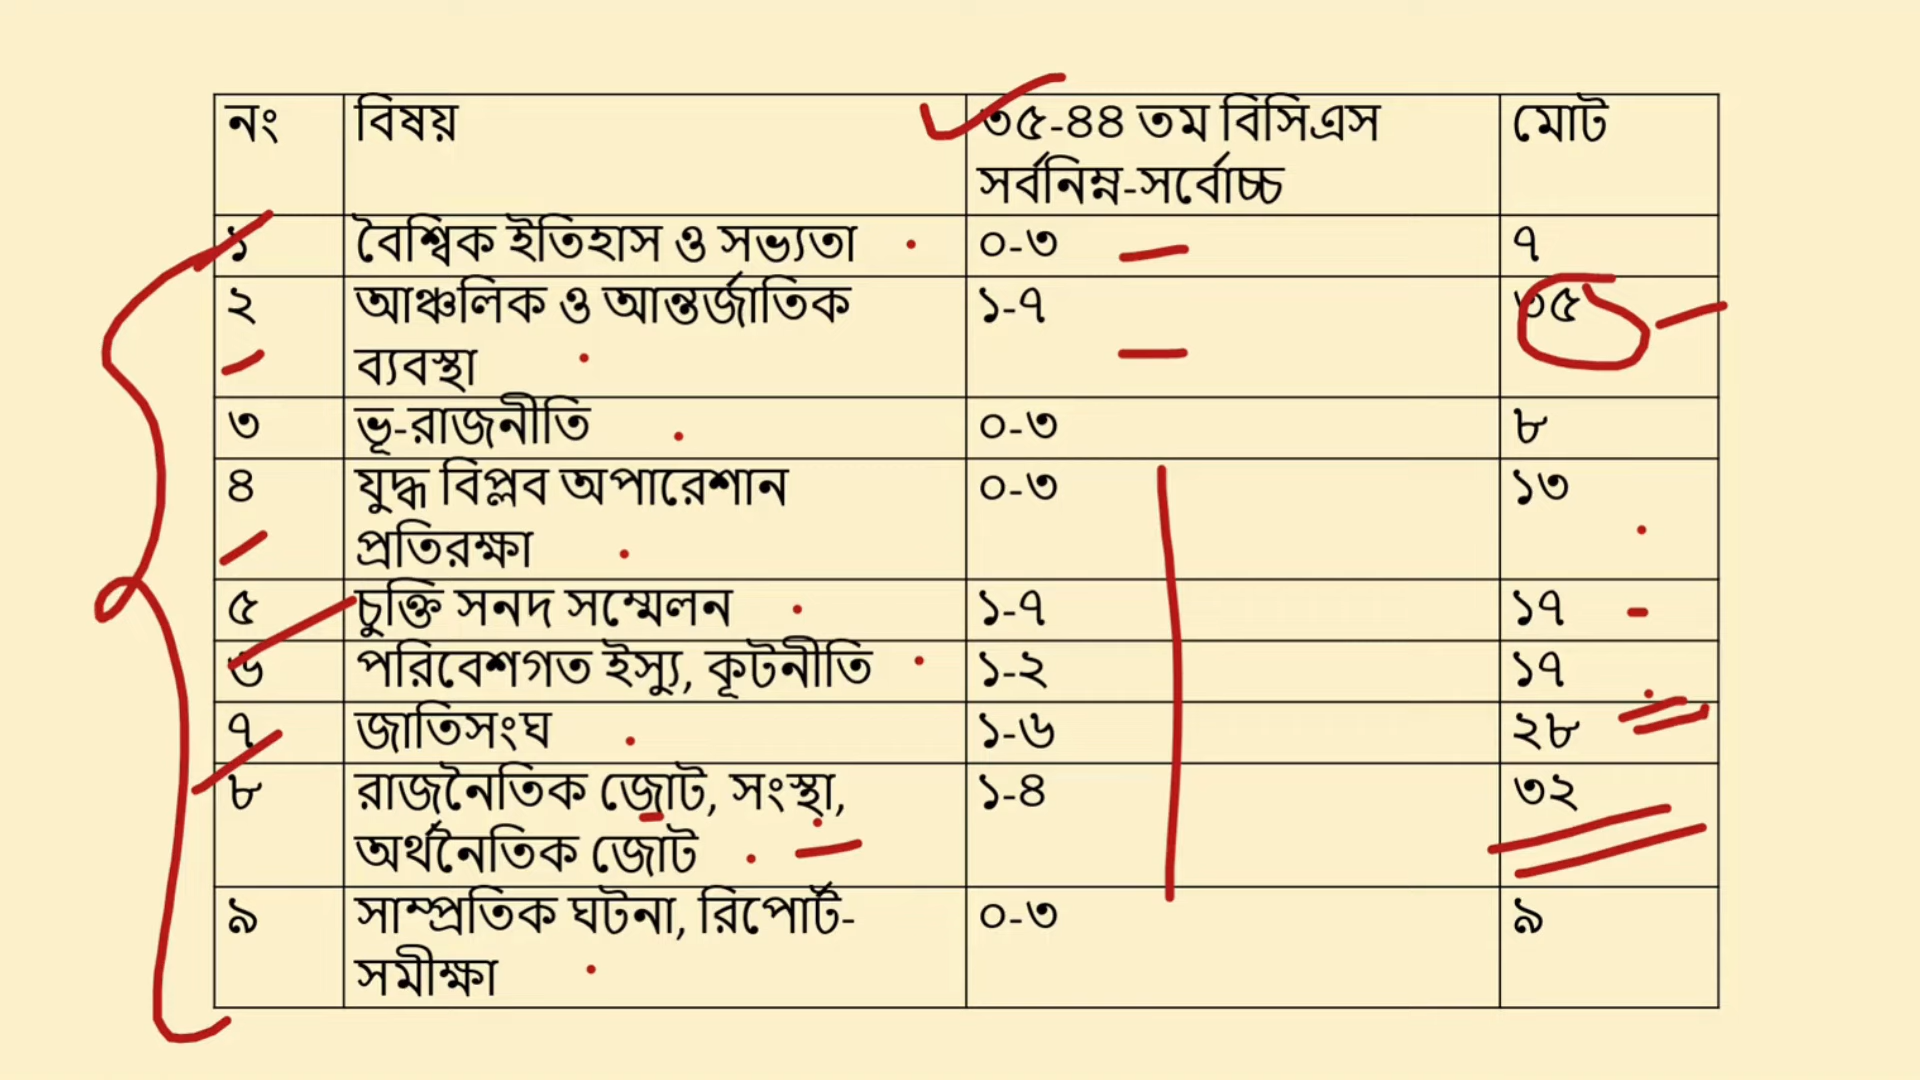 নং বিষয় ৩৫-৪৪ তম বিসিএস মোট
সর্বনিম্ন-সর্বোচ্চ
১ বৈশ্বিক ইতিহাস ও সভ্যতা ০-৩ ৭
২ আঞ্চলিক ও আন্তর্জাতিক ১-৭ ৩৫
ব্যবস্থা
৩ ভূ-রাজনীতি ০-৩ ৮
৪ যুদ্ধ বিপ্লব অপারেশান ০-৩ ১৩
প্রতিরক্ষা
৫ চুক্তি সনদ সম্মেলন ১-৭ ১৭
৬ পরিবেশগত ইস্যু, কূটনীতি ১-২ ১৭
৭ জাতিসংঘ ১-৬ ২৮
৮ রাজনৈতিক জোট, সংস্থা, ১-৪ ৩২
অর্থনৈতিক জোট
৯ সাম্প্রতিক ঘটনা, রিপোর্ট- ০-৩ ৯
সমীক্ষা